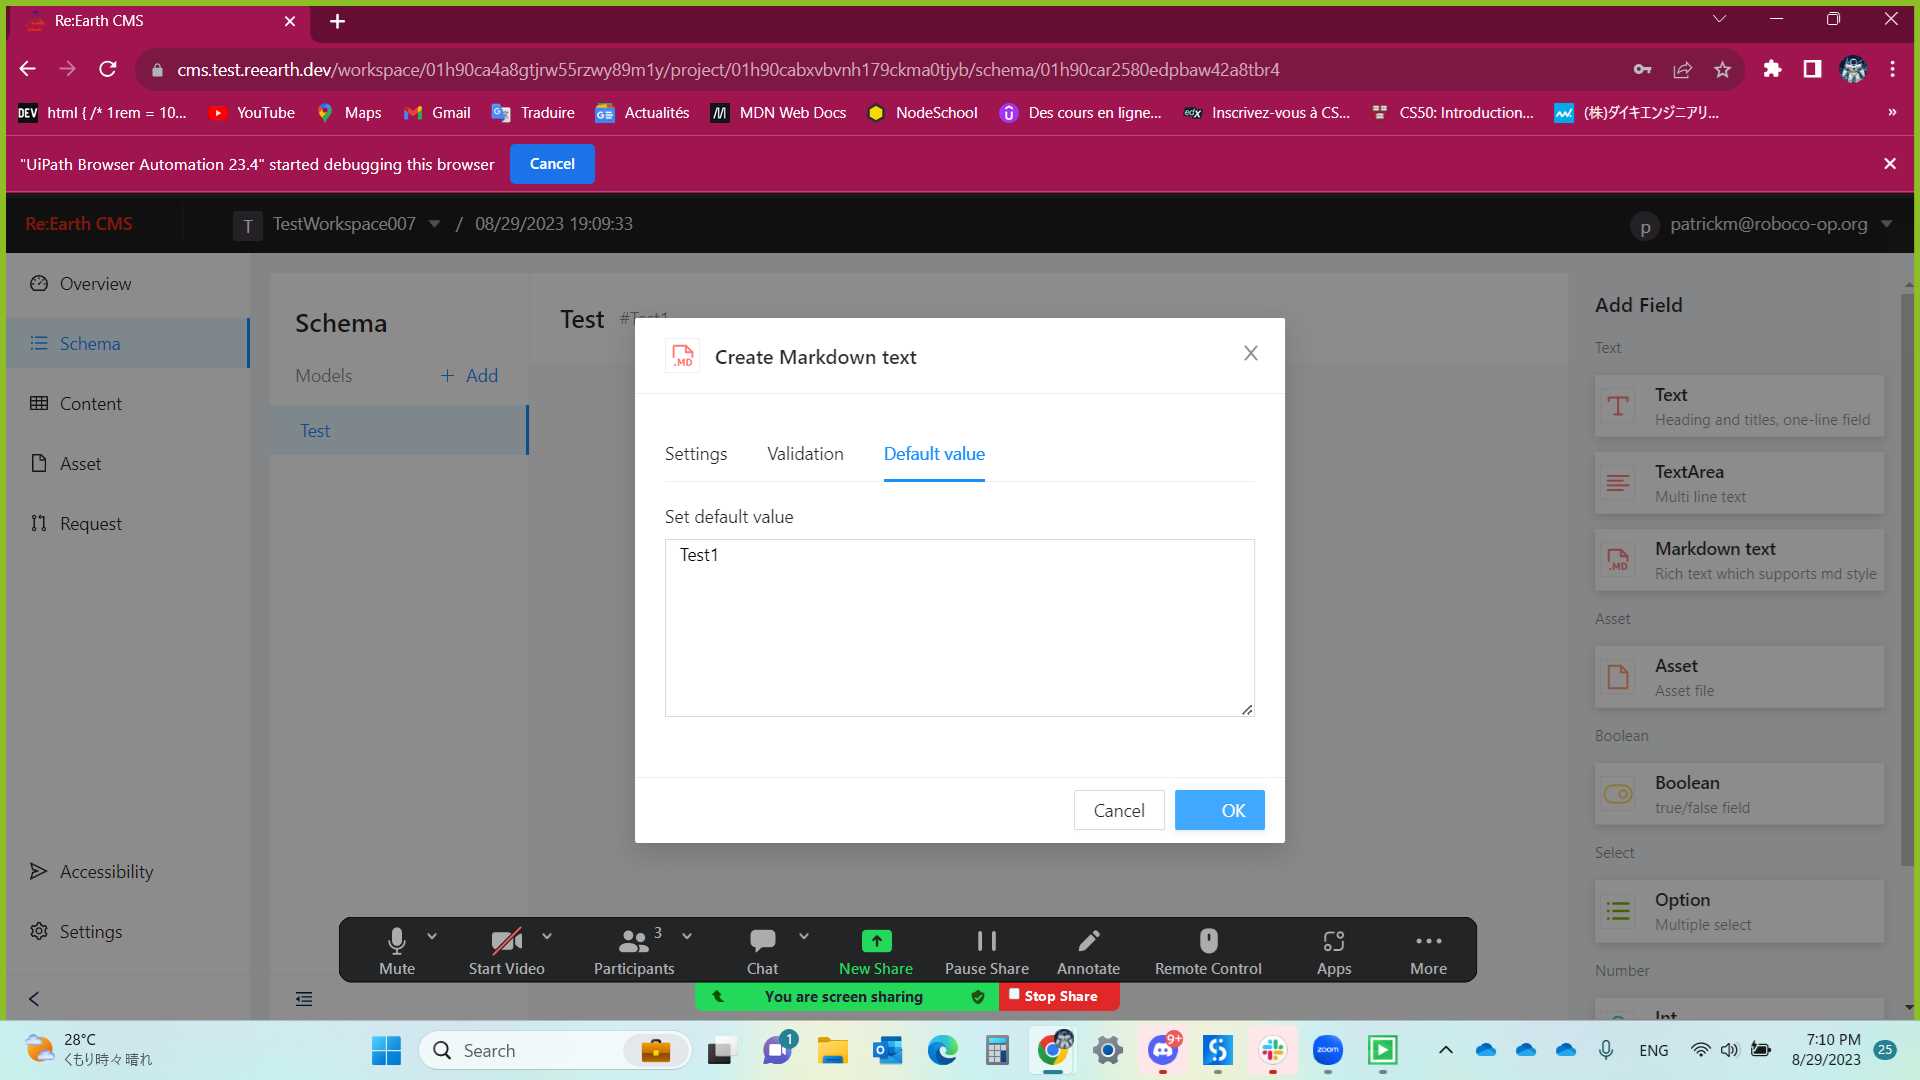 Re:Earth CMS
cms.test.reearth.dev/workspace/01h90ca4a8gtjrw55rzwy89m1y/project/01h90cabxvbvnh179ckma0tjyb/schema/01h90car2580edpbaw42a8tbr4
DEV html { /* 1rem = 10... YouTube Maps Gmail Traduire Actualités MDN Web Docs NodeSchool Des cours en ligne... edX Inscrivez-vous à CS... CS50: Introduction... (株)ダイキエンジニアリ... »
"UiPath Browser Automation 23.4" started debugging this browser Cancel
Re:Earth CMS T TestWorkspace007 / 08/29/2023 19:09:33 p patrickm@roboco-op.org
Overview
Schema
Content
Asset
Request
Accessibility
Settings
Schema
Models + Add
Test
Test #Test1
.MD Create Markdown text
Settings Validation Default value
Set default value
Test1
Cancel OK
Add Field
Text
Text
Heading and titles, one-line field
TextArea
Multi line text
.MD Markdown text
Rich text which supports md style
Asset
Asset
Asset file
Boolean
Boolean
true/false field
Select
Option
Multiple select
Number
Int
Mute Start Video Participants 3 Chat New Share Pause Share Annotate Remote Control Apps More
You are screen sharing Stop Share
28°C
くもり時々晴れ
Search
1
9+
zoom
ENG
7:10 PM
8/29/2023
25